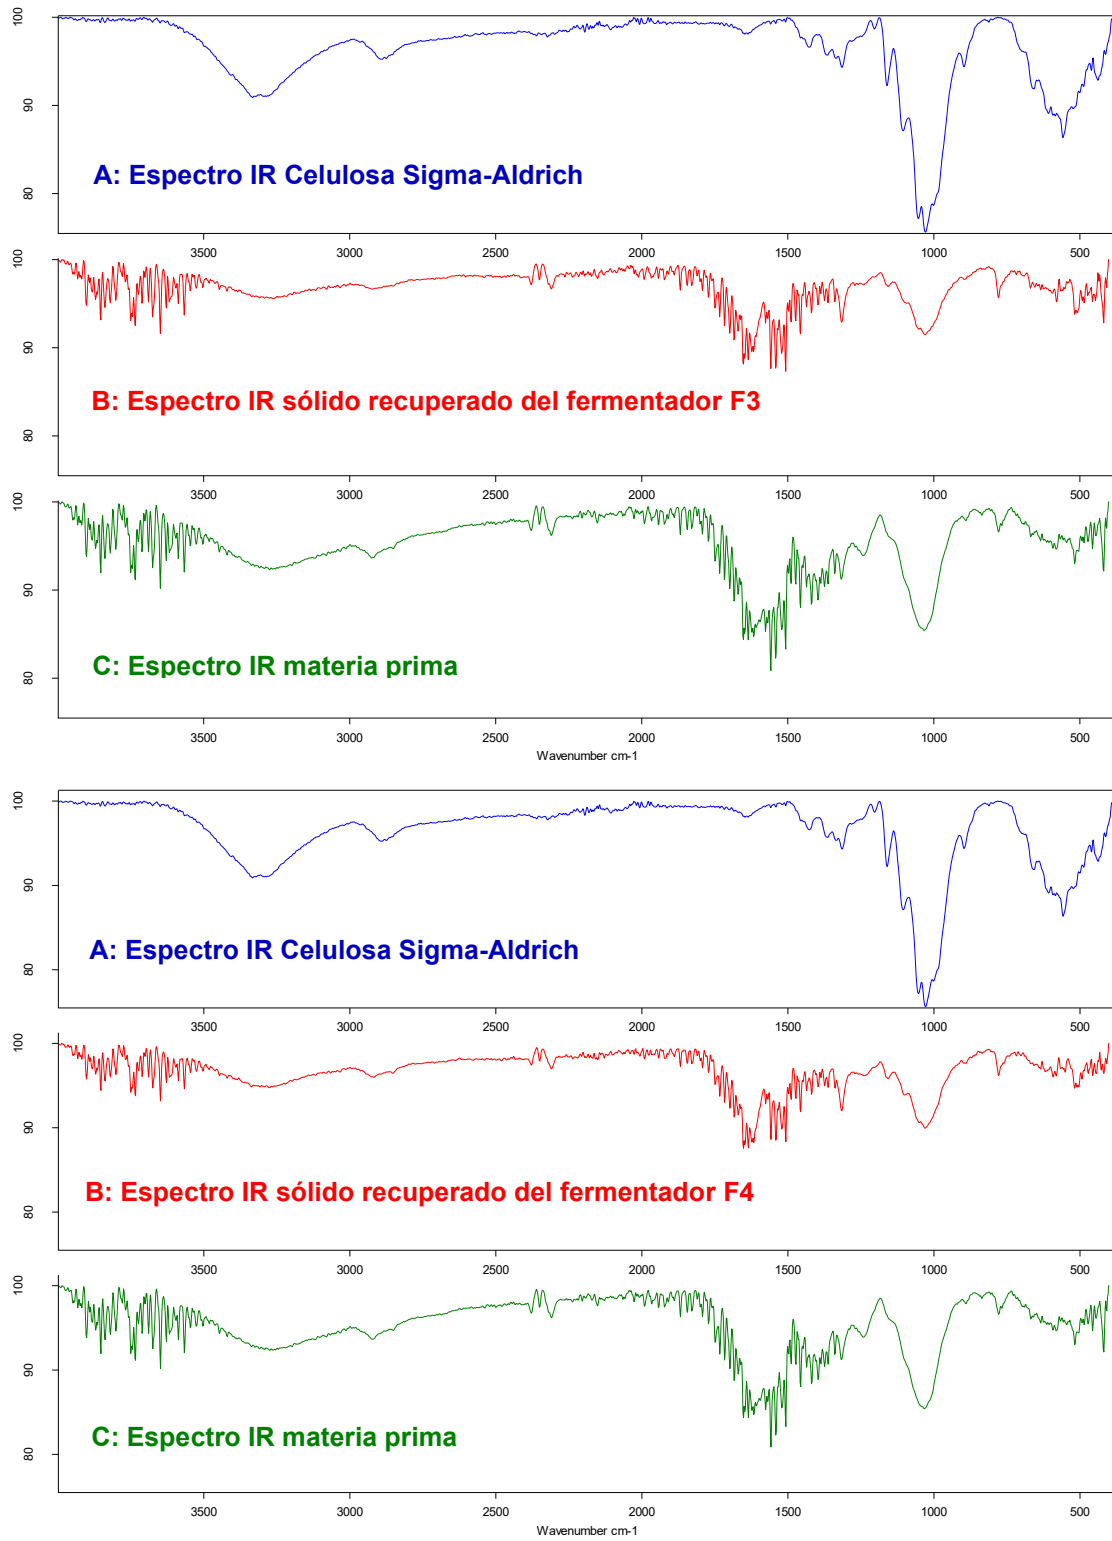 100
90
80
A: Espectro IR Celulosa Sigma-Aldrich
3500 3000 2500 2000 1500 1000 500
100
90
80
B: Espectro IR sólido recuperado del fermentador F3
3500 3000 2500 2000 1500 1000 500
100
90
80
C: Espectro IR materia prima
3500 3000 2500 2000 1500 1000 500
Wavenumber cm-1
100
90
80
A: Espectro IR Celulosa Sigma-Aldrich
3500 3000 2500 2000 1500 1000 500
100
90
80
B: Espectro IR sólido recuperado del fermentador F4
3500 3000 2500 2000 1500 1000 500
100
90
80
C: Espectro IR materia prima
3500 3000 2500 2000 1500 1000 500
Wavenumber cm-1